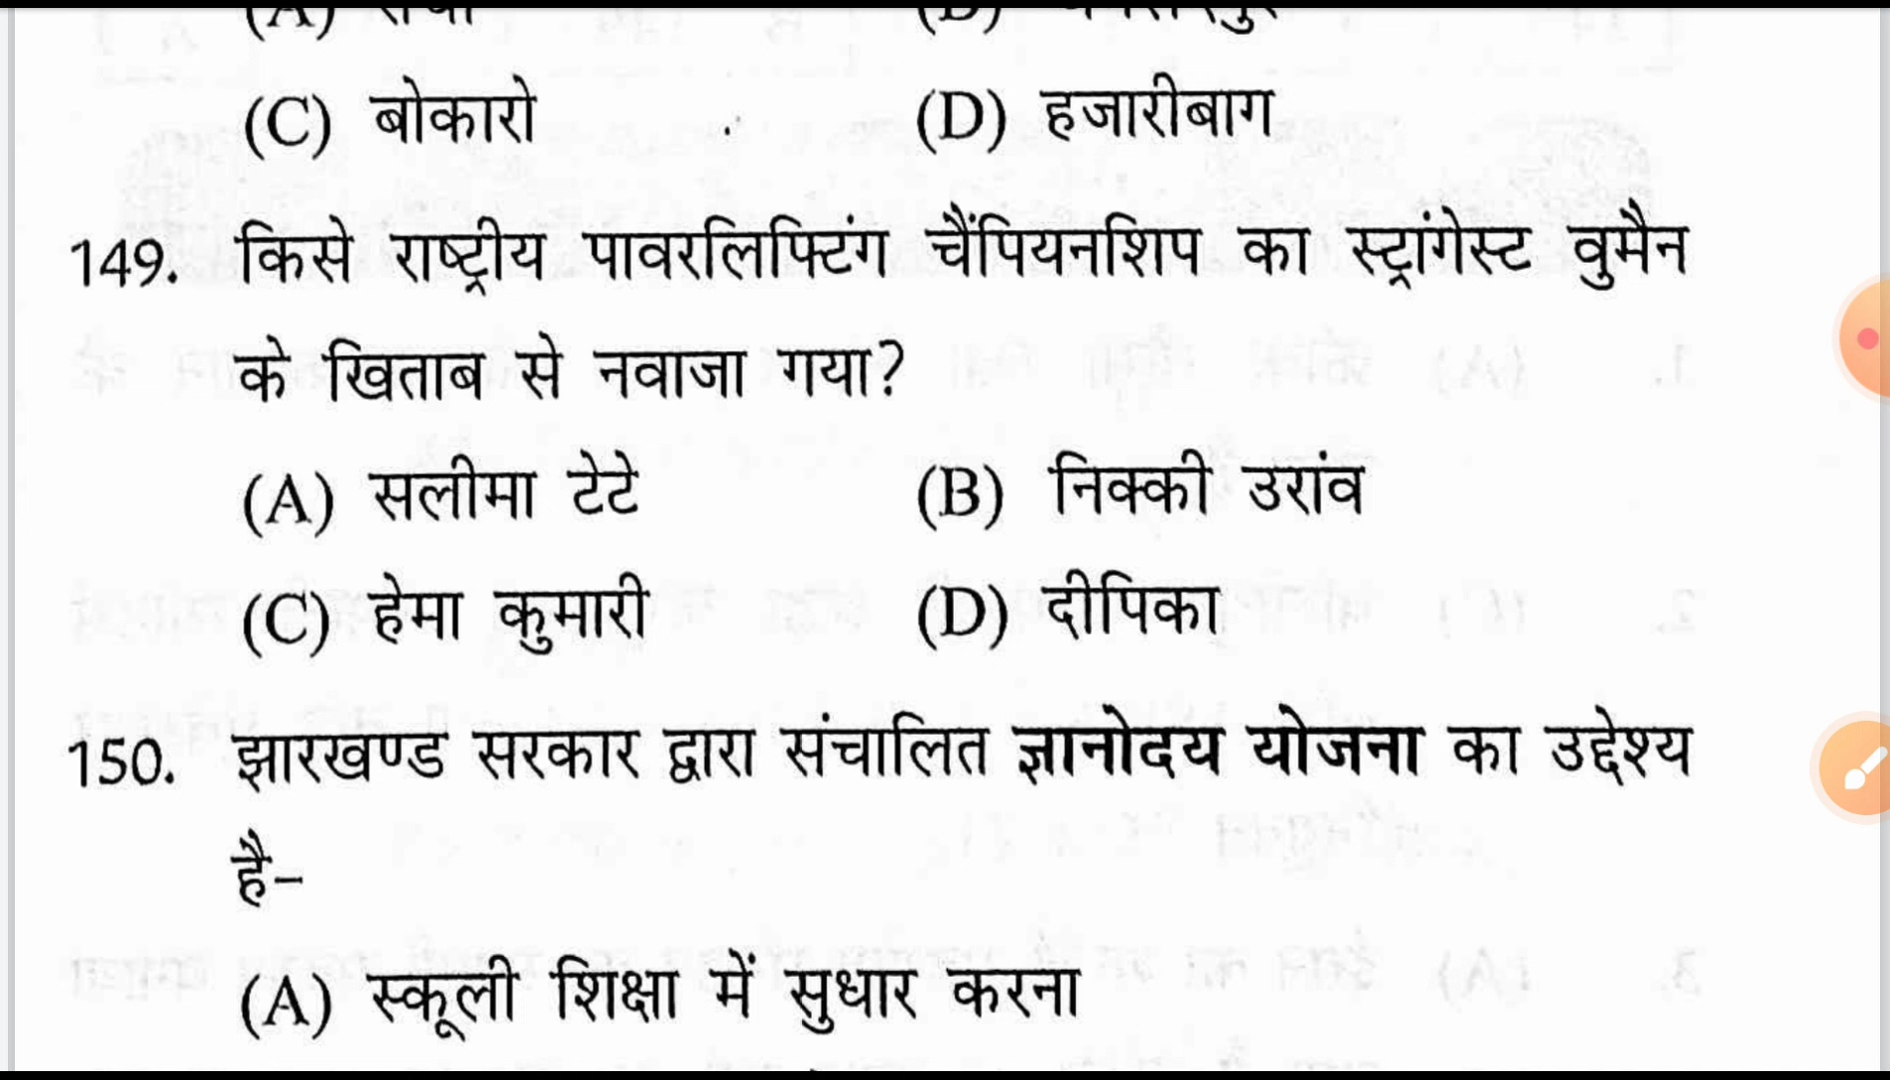 (C) बोकारो (D) हजारीबाग
149. किसे राष्ट्रीय पावरलिफ्टिंग चैंपियनशिप का स्ट्रांगेस्ट वुमैन
के खिताब से नवाजा गया?
(A) सलीमा टेटे (B) निक्की उरांव
(C) हेमा कुमारी (D) दीपिका
150. झारखण्ड सरकार द्वारा संचालित ज्ञानोदय योजना का उद्देश्य
है–
(A) स्कूली शिक्षा में सुधार करना